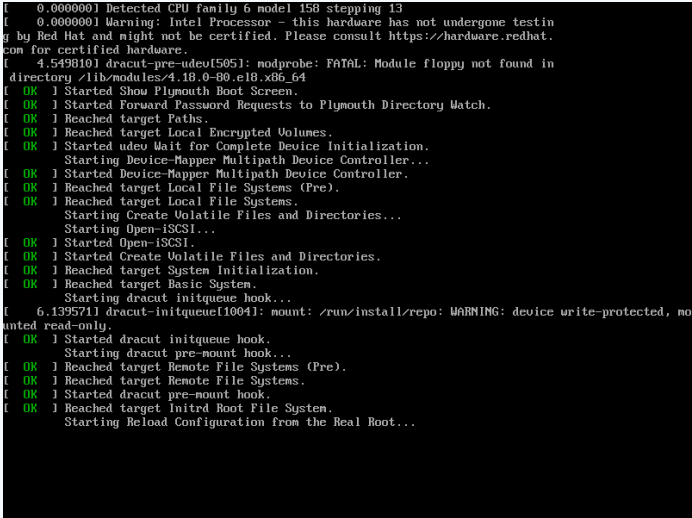 [    0.000000] Detected CPU family 6 model 158 stepping 13
[    0.000000] Warning: Intel Processor - this hardware has not undergone testin
g by Red Hat and might not be certified. Please consult https://hardware.redhat.
com for certified hardware.
[    4.549810] dracut-pre-udev[505]: modprobe: FATAL: Module floppy not found in
 directory /lib/modules/4.18.0-80.el8.x86_64
[  OK  ] Started Show Plymouth Boot Screen.
[  OK  ] Started Forward Password Requests to Plymouth Directory Watch.
[  OK  ] Reached target Paths.
[  OK  ] Reached target Local Encrypted Volumes.
[  OK  ] Started udev Wait for Complete Device Initialization.
         Starting Device-Mapper Multipath Device Controller...
[  OK  ] Started Device-Mapper Multipath Device Controller.
[  OK  ] Reached target Local File Systems (Pre).
[  OK  ] Reached target Local File Systems.
         Starting Create Volatile Files and Directories...
         Starting Open-iSCSI...
[  OK  ] Started Open-iSCSI.
[  OK  ] Started Create Volatile Files and Directories.
[  OK  ] Reached target System Initialization.
[  OK  ] Reached target Basic System.
         Starting dracut initqueue hook...
[    6.139571] dracut-initqueue[1004]: mount: /run/install/repo: WARNING: device write-protected, mo
unted read-only.
[  OK  ] Started dracut initqueue hook.
         Starting dracut pre-mount hook...
[  OK  ] Reached target Remote File Systems (Pre).
[  OK  ] Reached target Remote File Systems.
[  OK  ] Started dracut pre-mount hook.
[  OK  ] Reached target Initrd Root File System.
         Starting Reload Configuration from the Real Root...